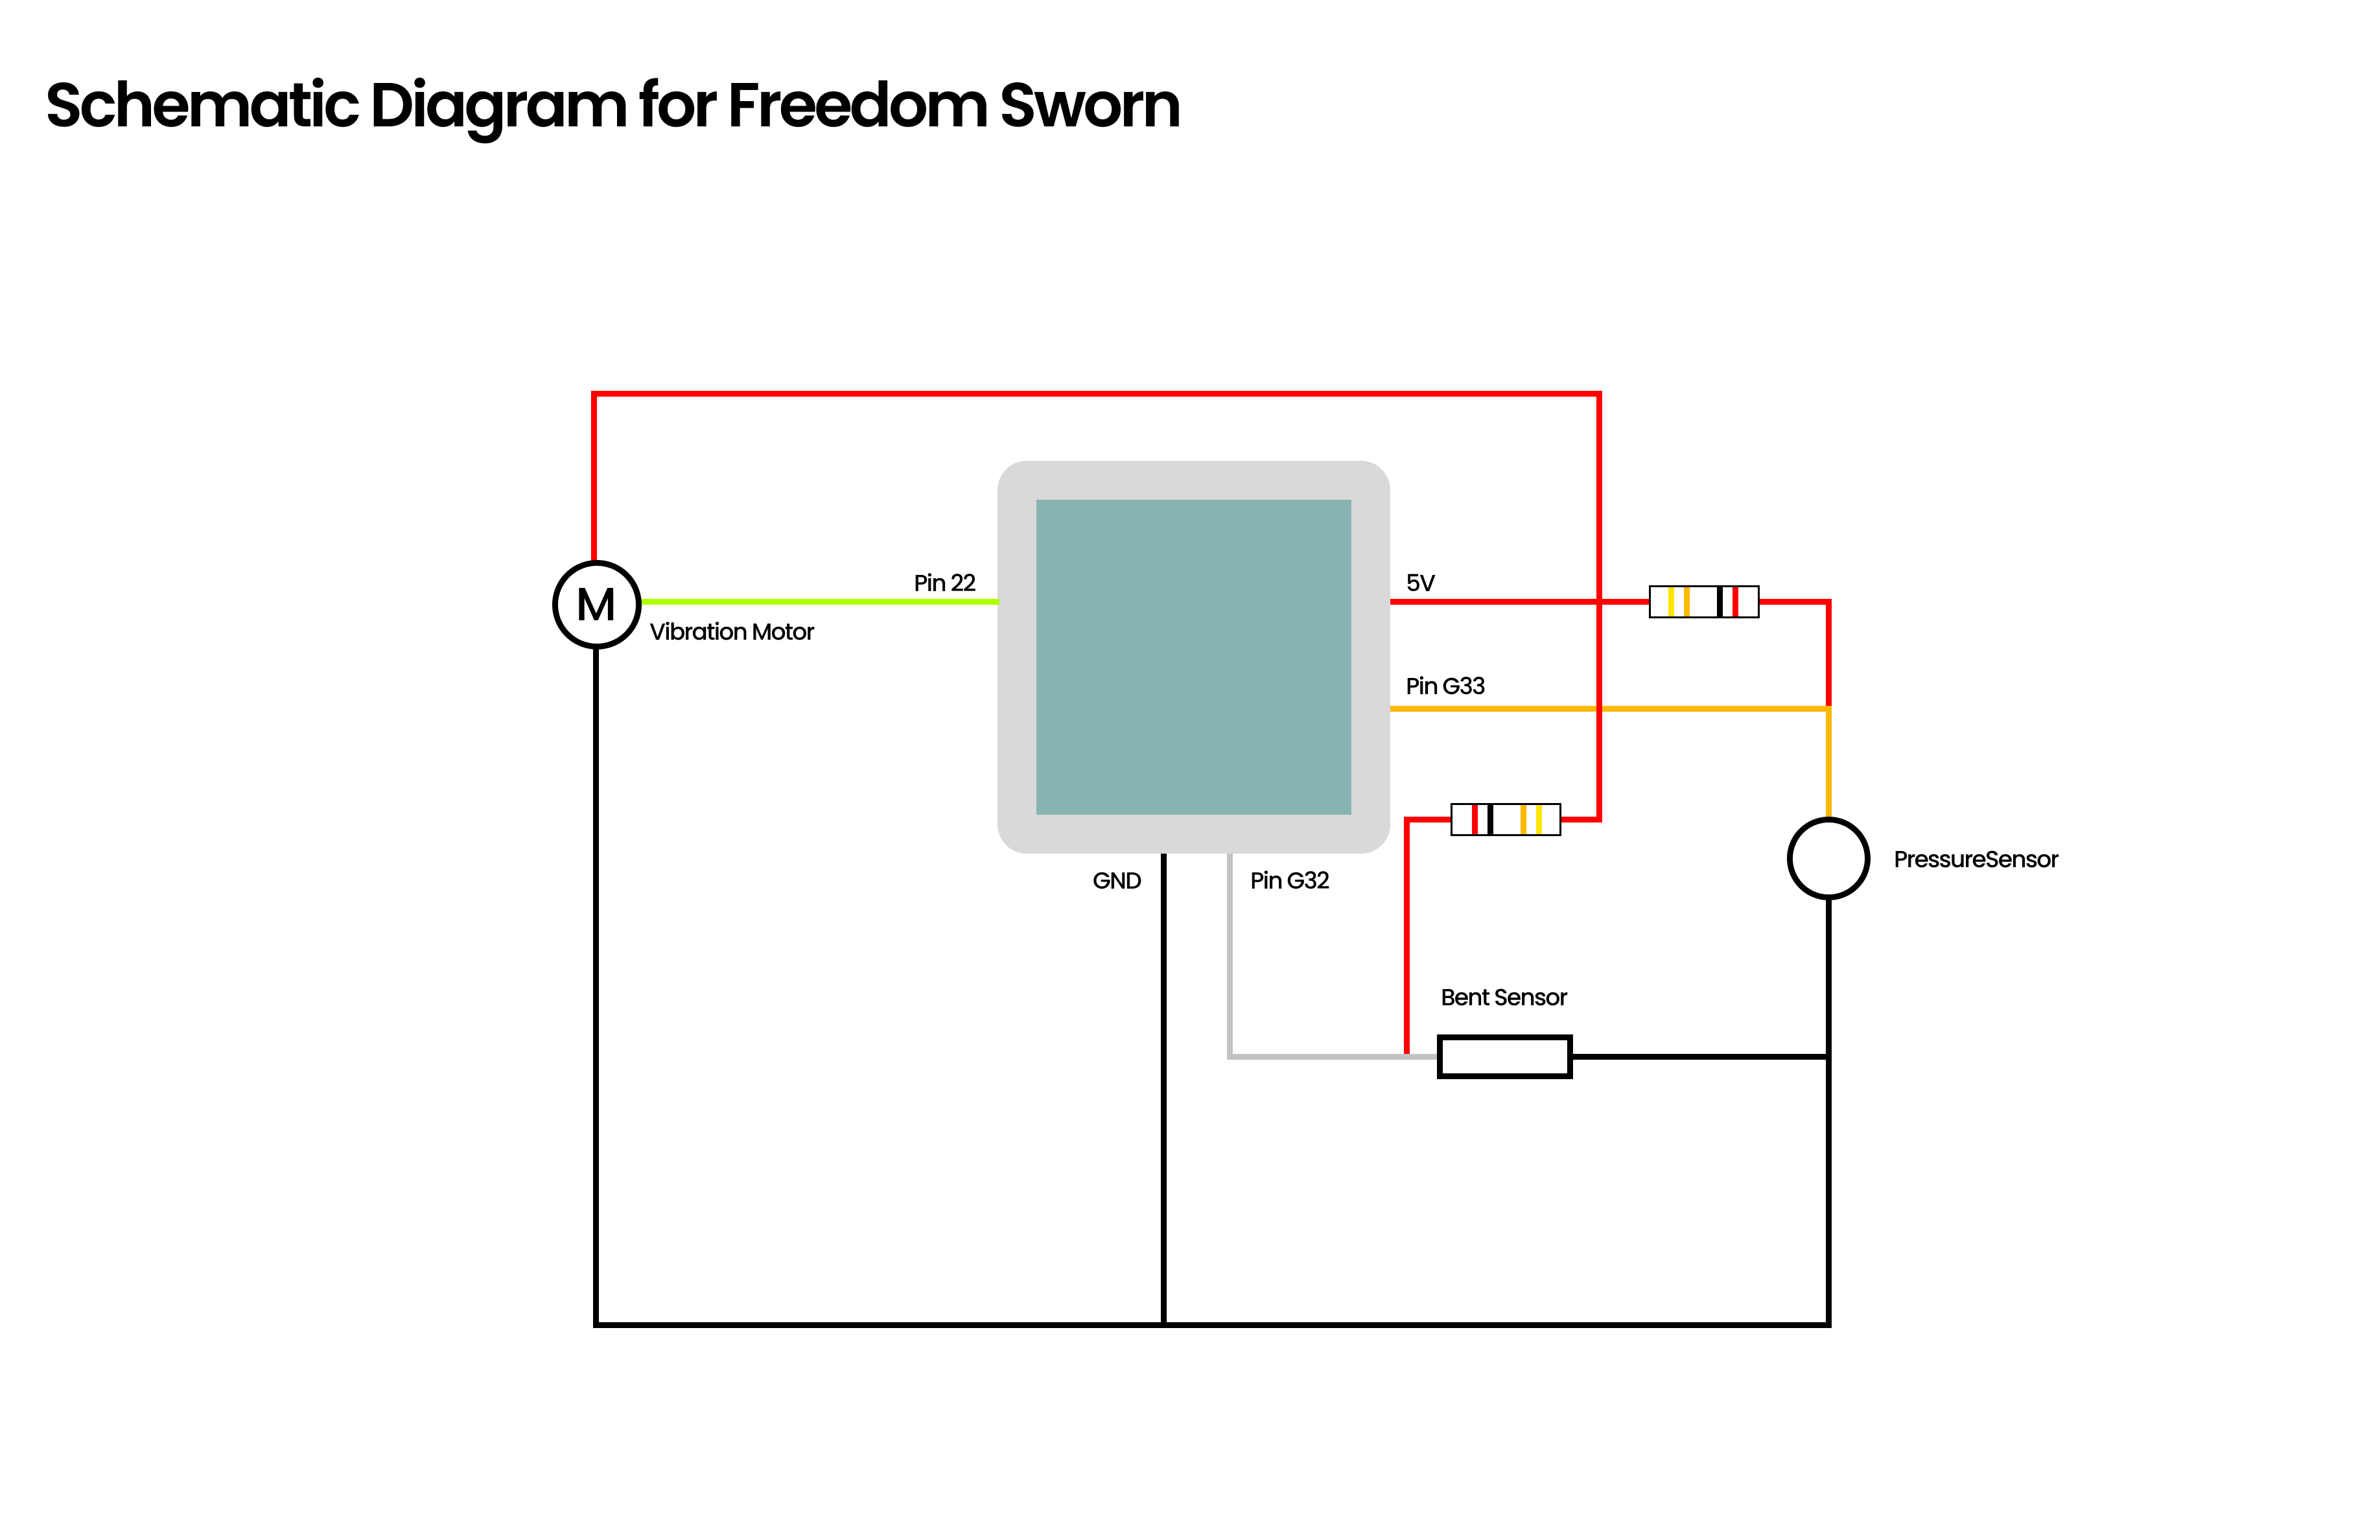 Schematic Diagram for Freedom Sworn
Pin 22
5V
M
Vibration Motor
Pin G33
PressureSensor
GND
Pin G32
Bent Sensor